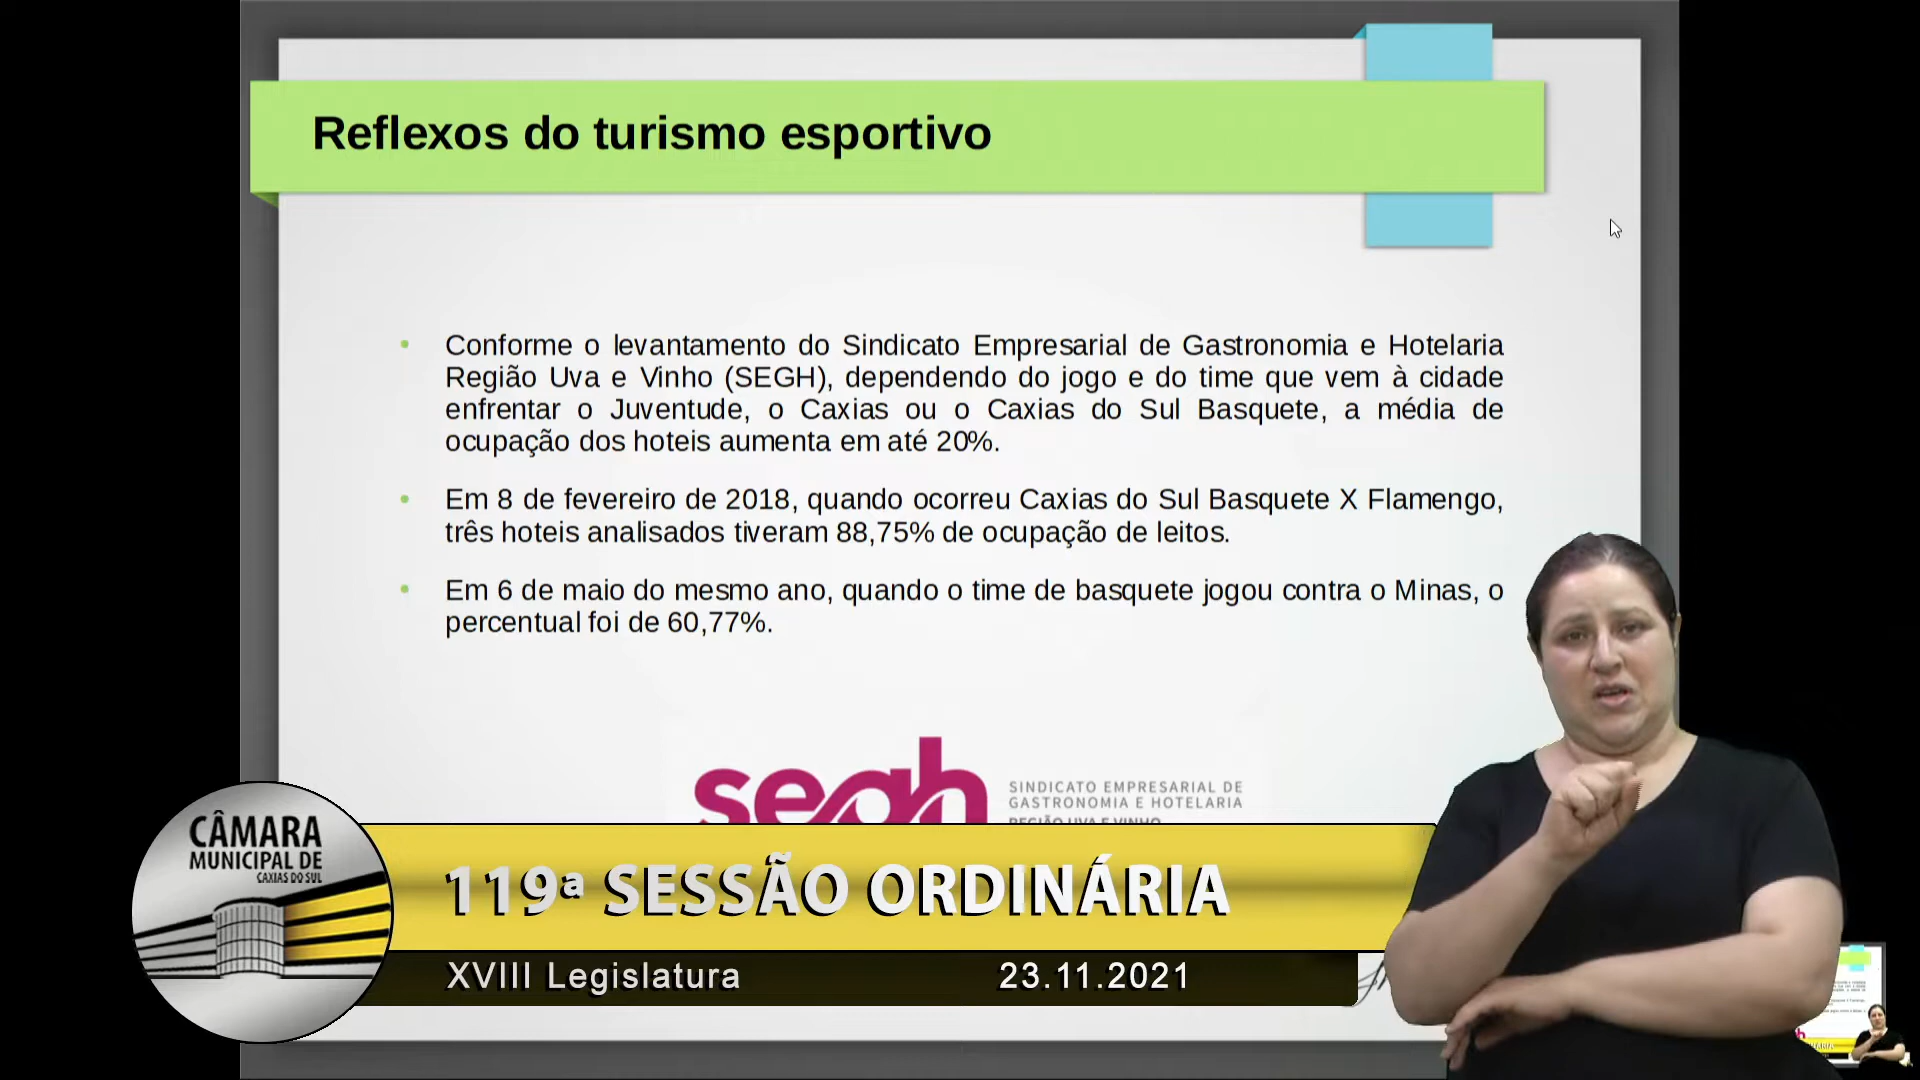 Reflexos do turismo esportivo
Conforme o levantamento do Sindicato Empresarial de Gastronomia e Hotelaria
Região Uva e Vinho (SEGH), dependendo do jogo e do time que vem à cidade
enfrentar o Juventude, o Caxias ou o Caxias do Sul Basquete, a média de
ocupação dos hoteis aumenta em até 20%.
Em 8 de fevereiro de 2018, quando ocorreu Caxias do Sul Basquete X Flamengo,
três hoteis analisados tiveram 88,75% de ocupação de leitos.
Em 6 de maio do mesmo ano, quando o time de basquete jogou contra o Minas, o
percentual foi de 60,77%.
segh
SINDICATO EMPRESARIAL DE
GASTRONOMIA E HOTELARIA
REGIÃO UVA E VINHO
CÂMARA
MUNICIPAL DE
CAXIAS DO SUL
119ª SESSÃO ORDINÁRIA
XVIII Legislatura 23.11.2021